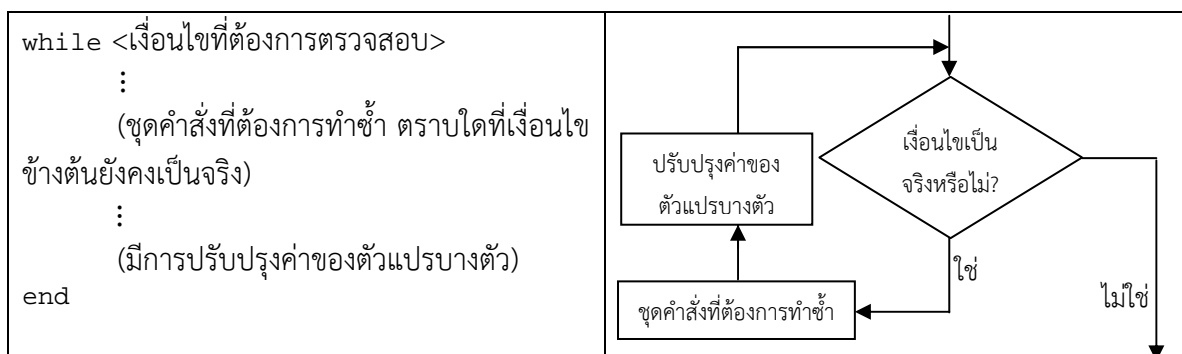 while <เงื่อนไขที่ต้องการตรวจสอบ>
⋮
(ชุดคำสั่งที่ต้องการทำซ้ำ ตราบใดที่เงื่อนไข
ข้างต้นยังคงเป็นจริง)
⋮
(มีการปรับปรุงค่าของตัวแปรบางตัว)
end
เงื่อนไขเป็น
จริงหรือไม่?
ปรับปรุงค่าของ
ตัวแปรบางตัว
ใช่
ไม่ใช่
ชุดคำสั่งที่ต้องการทำซ้ำ